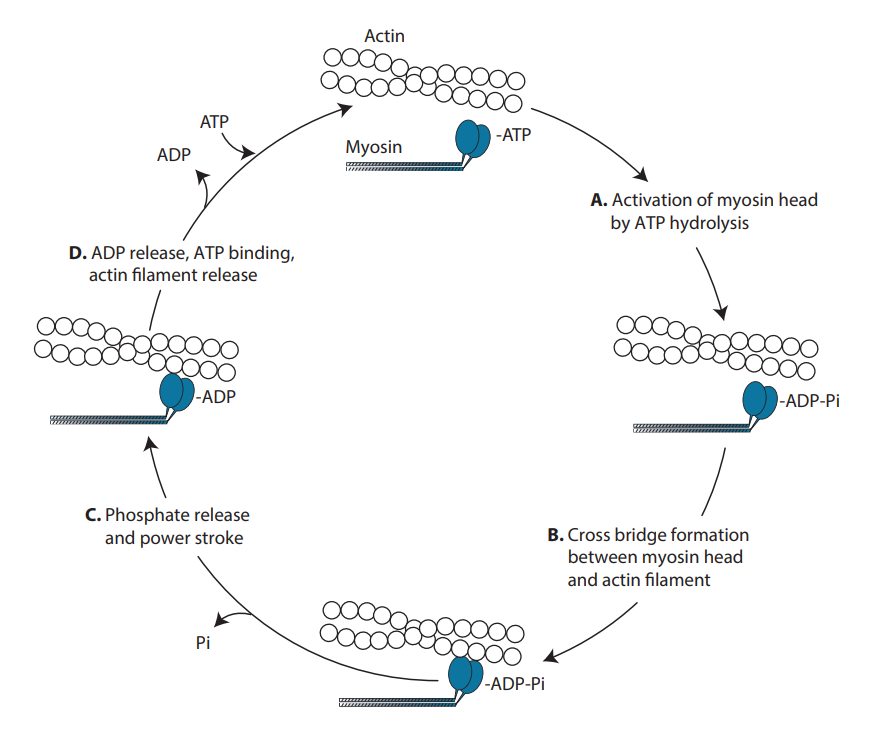 Actin
ATP
-ATP
Myosin
ADP
A. Activation of myosin head
by ATP hydrolysis
D. ADP release, ATP binding,
actin filament release
-ADP
-ADP-Pi
C. Phosphate release
and power stroke
B. Cross bridge formation
between myosin head
and actin filament
Pi
-ADP-Pi